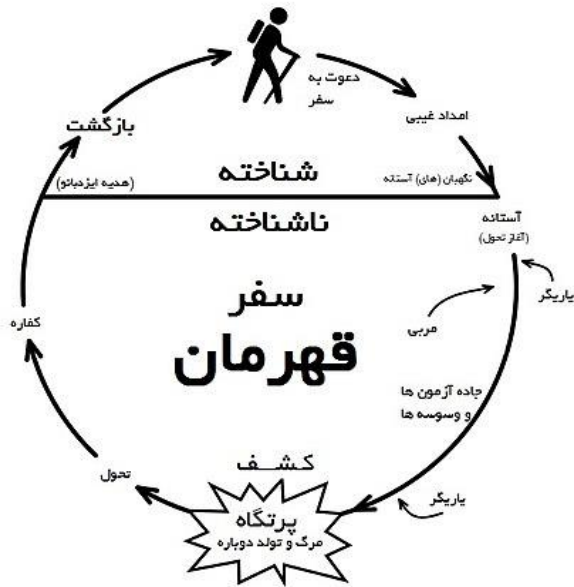 دعوت به
سفر
امداد غیبی
نگهبان (های) آستانه
آستانه
(آغاز تحول)
یاریگر
مربی
جاده آزمون ها
و وسوسه ها
یاریگر
کشف
پرتگاه
مرگ و تولد دوباره
تحول
کفاره
(هدیه ایزدبانو)
بازگشت
شناخته
ناشناخته
سفر
قهرمان